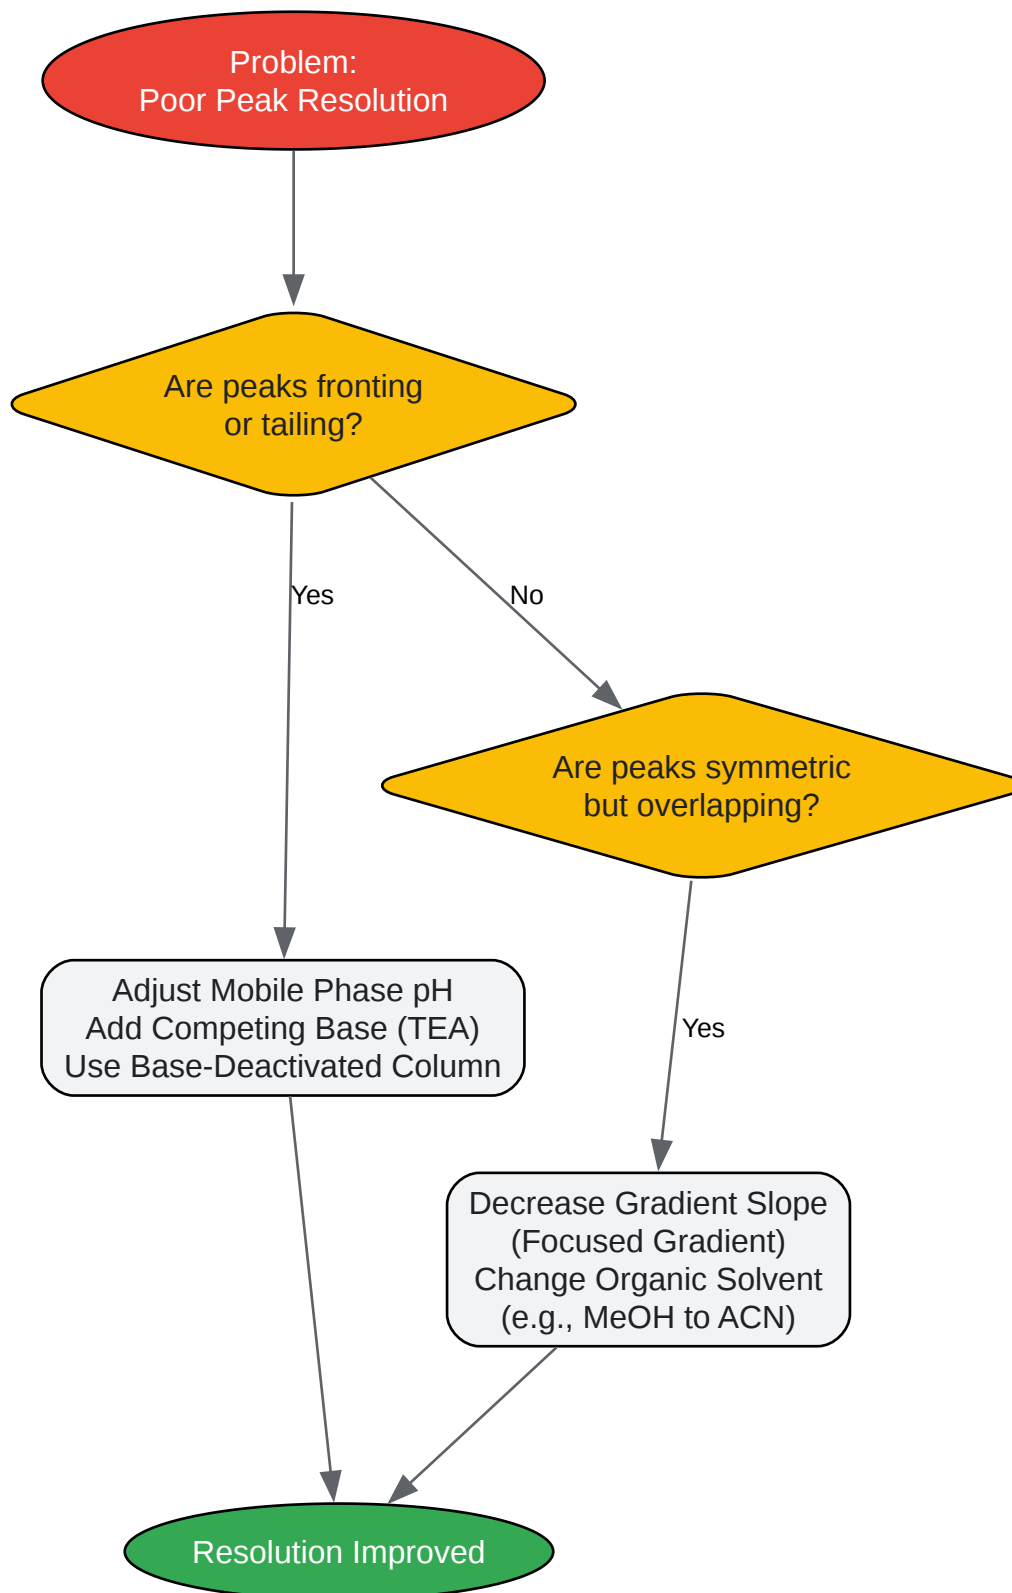 Problem:
Poor Peak Resolution
Are peaks fronting
or tailing?
Yes
No
Are peaks symmetric
but overlapping?
Adjust Mobile Phase pH
Add Competing Base (TEA)
Use Base-Deactivated Column
Yes
Decrease Gradient Slope
(Focused Gradient)
Change Organic Solvent
(e.g., MeOH to ACN)
Resolution Improved